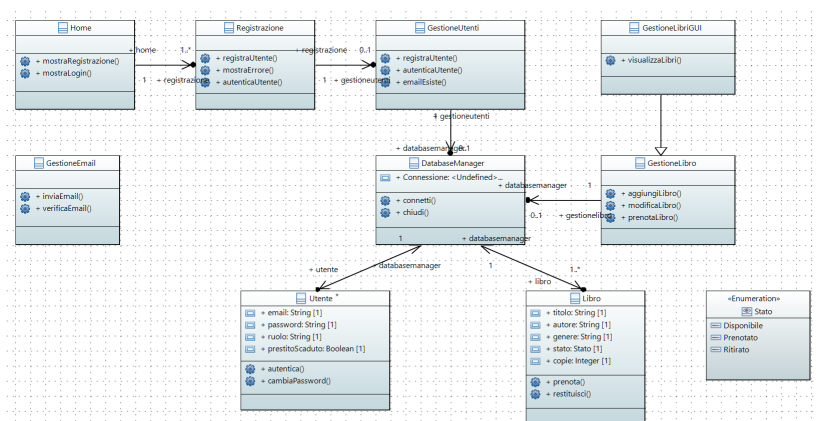 Home
+ mostraRegistrazione()
+ mostraLogin()
+ home
1..*
1
+ registrazione
Registrazione
+ registraUtente()
+ mostraErrore()
+ autenticaUtente()
+ registrazione
0..1
1
+ gestioneutenti
GestioneUtenti
+ registraUtente()
+ autenticaUtente()
+ emailEsiste()
GestioneLibriGUI
+ visualizzaLibri()
+ gestioneutenti
+ databasemanager
0..1
GestioneEmail
+ inviaEmail()
+ verificaEmail()
DatabaseManager
+ Connessione: <Undefined>...
+ connetti()
+ chiudi()
+ databasemanager
1
0..1
+ gestionelibro
GestioneLibro
+ aggiungiLibro()
+ modificaLibro()
+ prenotaLibro()
1
+ databasemanager
+ utente
+ databasemanager
1
1..*
+ libro
Utente
*
+ email: String [1]
+ password: String [1]
+ ruolo: String [1]
+ prestitoScaduto: Boolean [1]
+ autentica()
+ cambiaPassword()
Libro
+ titolo: String [1]
+ autore: String [1]
+ genere: String [1]
+ stato: Stato [1]
+ copie: Integer [1]
+ prenota()
+ restituisci()
«Enumeration»
Stato
Disponibile
Prenotato
Ritirato